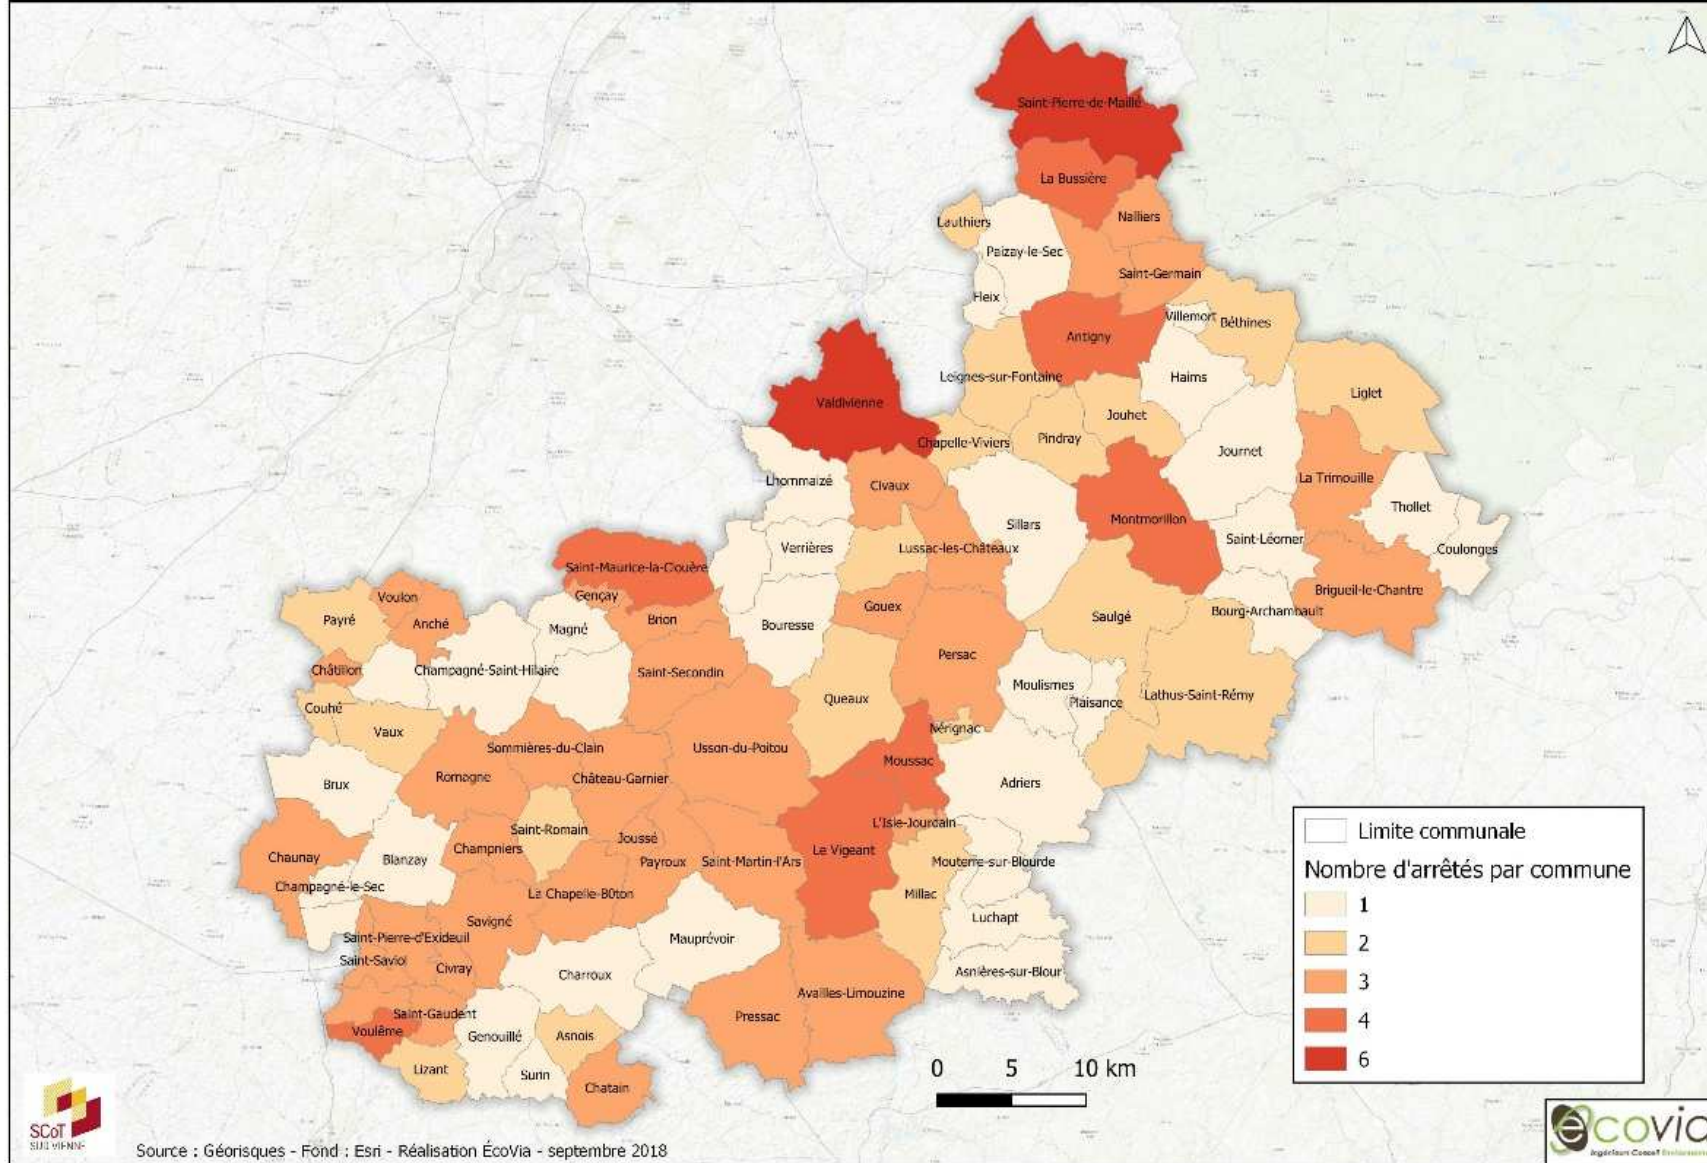 Saint-Pierre-de-Maillé
La Bussière
Nalliers
Lauthiers
Paizay-le-Sec
Saint-Germain
Fleix
Villemort
Béthines
Antigny
Leignes-sur-Fontaine
Haims
Liglet
Valdivienne
Jouhet
Chapelle-Viviers
Pindray
Journet
La Trimouille
Lhommaizé
Civaux
Thollet
Montmorillon
Sillars
Saint-Léomer
Verrières
Lussac-les-Châteaux
Coulonges
Saint-Maurice-la-Clouère
Brigueil-le-Chantre
Gençay
Voulon
Gouex
Bourg-Archambault
Payré
Anché
Magné
Brion
Bouresse
Saulgé
Persac
Châtillon
Champagné-Saint-Hilaire
Saint-Secondin
Moulismes
Plaisance
Lathus-Saint-Rémy
Queaux
Couhé
Vaux
Nérignac
Sommières-du-Clain
Usson-du-Poitou
Moussac
Romagne
Château-Garnier
Brux
Adriers
L'Isle-Jourdain
Saint-Romain
Joussé
Chaunay
Blanzay
Champniers
Payroux
Saint-Martin-l'Ars
Le Vigeant
Mouterre-sur-Blourde
Champagné-le-Sec
La Chapelle-Bâton
Millac
Savigné
Luchapt
Saint-Pierre-d'Exideuil
Mauprévoir
Saint-Saviol
Civray
Charroux
Asnières-sur-Blour
Availles-Limouzine
Saint-Gaudent
Pressac
Voulême
Genouillé
Asnois
Lizant
Surin
Chatain
Limite communale
Nombre d'arrêtés par commune
1
2
3
4
6
0 5 10 km
SCoT
SUD VIENNE
Source : Géorisques - Fond : Esri - Réalisation ÉcoVia - septembre 2018
écovia
Ingénieurs Conseil